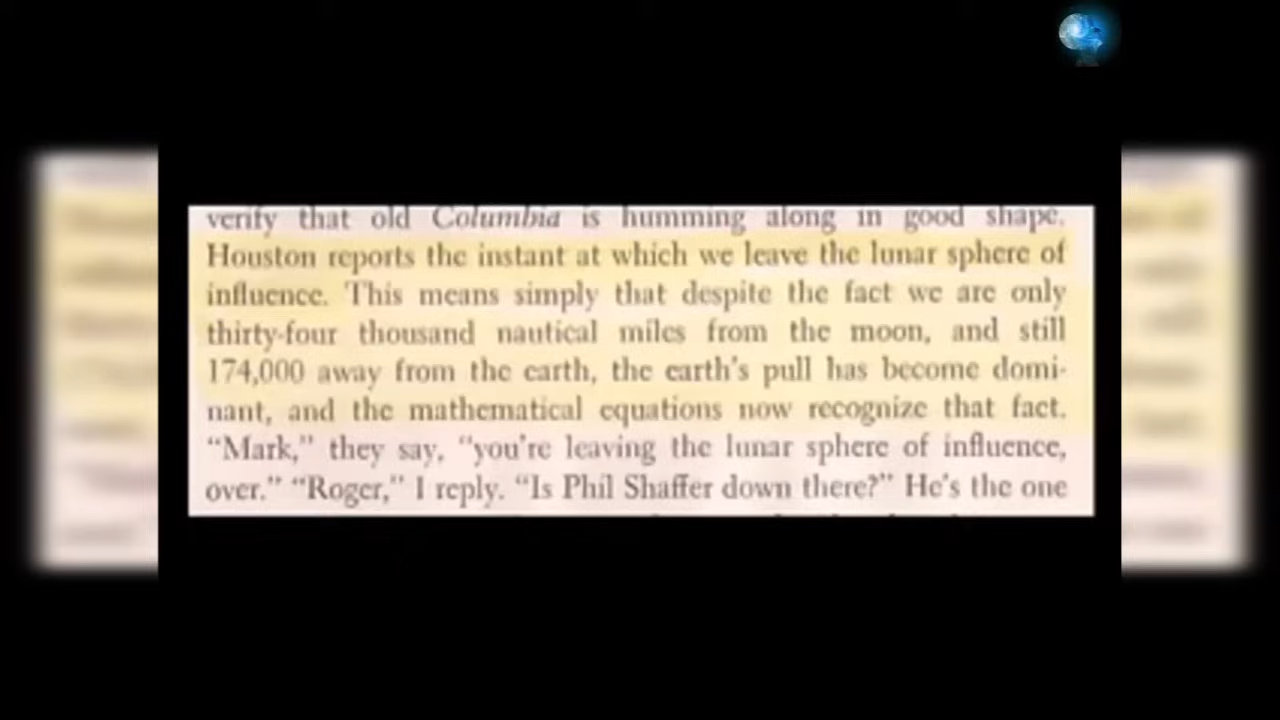 verify that old Columbia is humming along in good shape.
Houston reports the instant at which we leave the lunar sphere of
influence. This means simply that despite the fact we are only
thirty-four thousand nautical miles from the moon, and still
174,000 away from the earth, the earth's pull has become domi-
nant, and the mathematical equations now recognize that fact.
“Mark,” they say, “you're leaving the lunar sphere of influence,
over.” “Roger,” I reply. “Is Phil Shaffer down there?” He's the one